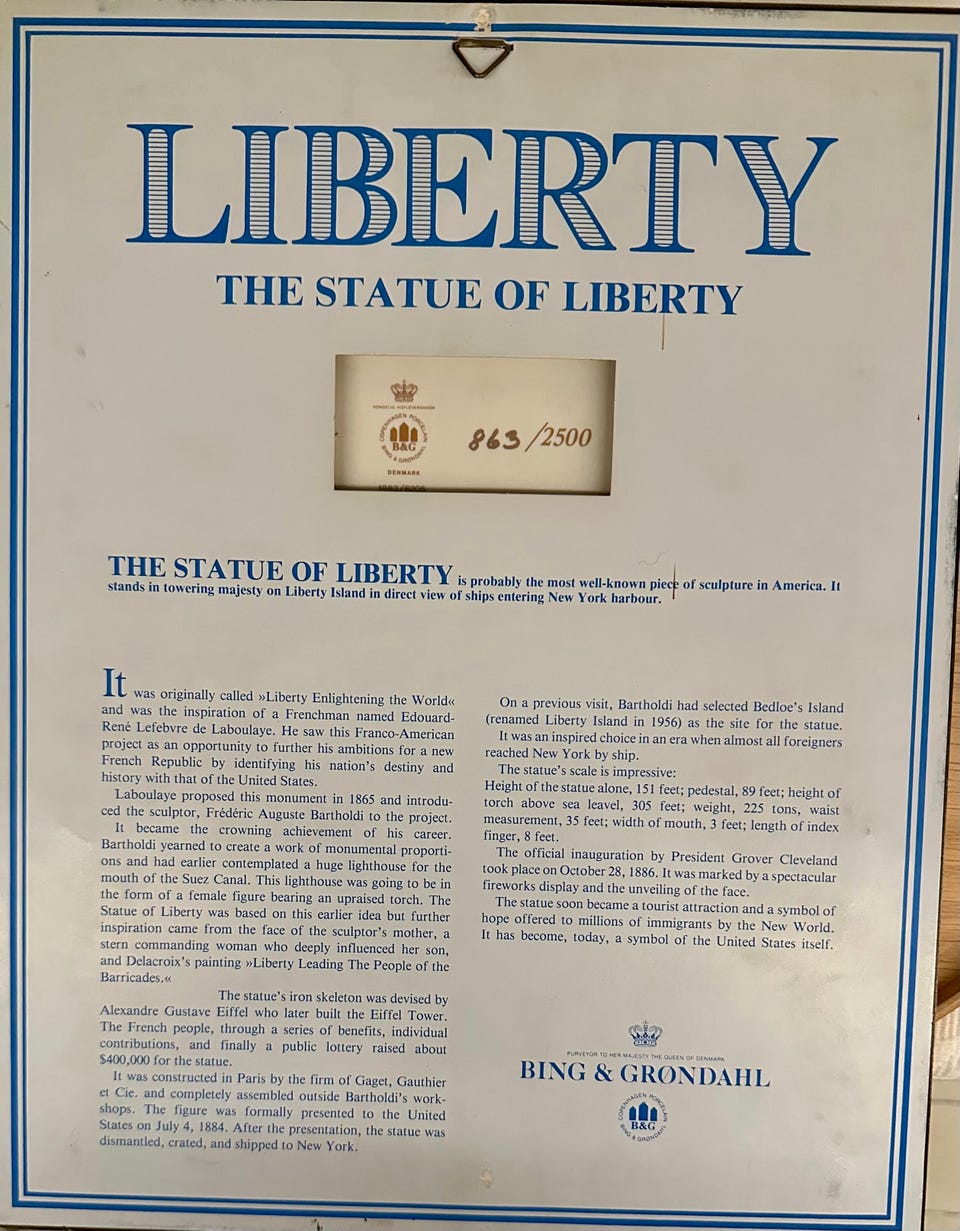 LIBERTY
THE STATUE OF LIBERTY
KONGELIG HOFLEVERANDØR
COPENHAGEN PORCELAIN
B&G
BING & GRØNDAHL
DENMARK
863/2500
THE STATUE OF LIBERTY is probably the most well-known piece of sculpture in America. It
stands in towering majesty on Liberty Island in direct view of ships entering New York harbour.
It was originally called »Liberty Enlightening the World«
and was the inspiration of a Frenchman named Edouard-
René Lefebvre de Laboulaye. He saw this Franco-American
project as an opportunity to further his ambitions for a new
French Republic by identifying his nation's destiny and
history with that of the United States.
Laboulaye proposed this monument in 1865 and introdu-
ced the sculptor, Frédéric Auguste Bartholdi to the project.
It became the crowning achievement of his career.
Bartholdi yearned to create a work of monumental proporti-
ons and had earlier contemplated a huge lighthouse for the
mouth of the Suez Canal. This lighthouse was going to be in
the form of a female figure bearing an upraised torch. The
Statue of Liberty was based on this earlier idea but further
inspiration came from the face of the sculptor's mother, a
stern commanding woman who deeply influenced her son,
and Delacroix's painting »Liberty Leading The People of the
Barricades.«
The statue's iron skeleton was devised by
Alexandre Gustave Eiffel who later built the Eiffel Tower.
The French people, through a series of benefits, individual
contributions, and finally a public lottery raised about
$400,000 for the statue.
It was constructed in Paris by the firm of Gaget, Gauthier
et Cie. and completely assembled outside Bartholdi's work-
shops. The figure was formally presented to the United
States on July 4, 1884. After the presentation, the statue was
dismantled, crated, and shipped to New York.
On a previous visit, Bartholdi had selected Bedloe's Island
(renamed Liberty Island in 1956) as the site for the statue.
It was an inspired choice in an era when almost all foreigners
reached New York by ship.
The statue's scale is impressive:
Height of the statue alone, 151 feet; pedestal, 89 feet; height of
torch above sea leavel, 305 feet; weight, 225 tons, waist
measurement, 35 feet; width of mouth, 3 feet; length of index
finger, 8 feet.
The official inauguration by President Grover Cleveland
took place on October 28, 1886. It was marked by a spectacular
fireworks display and the unveiling of the face.
The statue soon became a tourist attraction and a symbol of
hope offered to millions of immigrants by the New World.
It has become, today, a symbol of the United States itself.
PURVEYOR TO HER MAJESTY THE QUEEN OF DENMARK
BING & GRØNDAHL
COPENHAGEN PORCELAIN
B&G
BING & GRØNDAHL